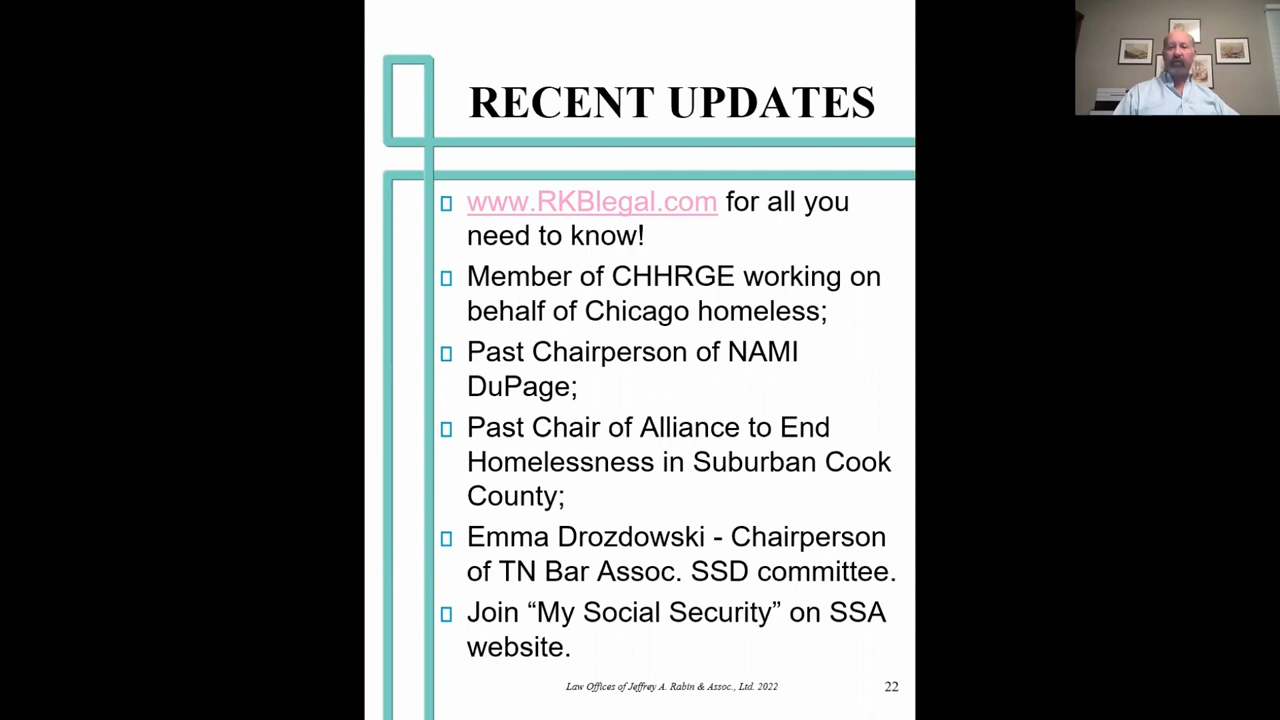 RECENT UPDATES
www.RKBlegal.com for all you
need to know!
Member of CHHRGE working on
behalf of Chicago homeless;
Past Chairperson of NAMI
DuPage;
Past Chair of Alliance to End
Homelessness in Suburban Cook
County;
Emma Drozdowski - Chairperson
of TN Bar Assoc. SSD committee.
Join “My Social Security” on SSA
website.
Law Offices of Jeffrey A. Rabin & Assoc., Ltd. 2022
22